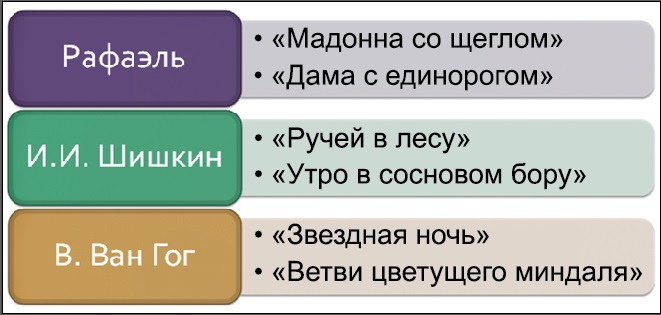 Рафаэль
• «Мадонна со щеглом»
• «Дама с единорогом»
И.И. Шишкин
• «Ручей в лесу»
• «Утро в сосновом бору»
В. Ван Гог
• «Звездная ночь»
• «Ветви цветущего миндаля»